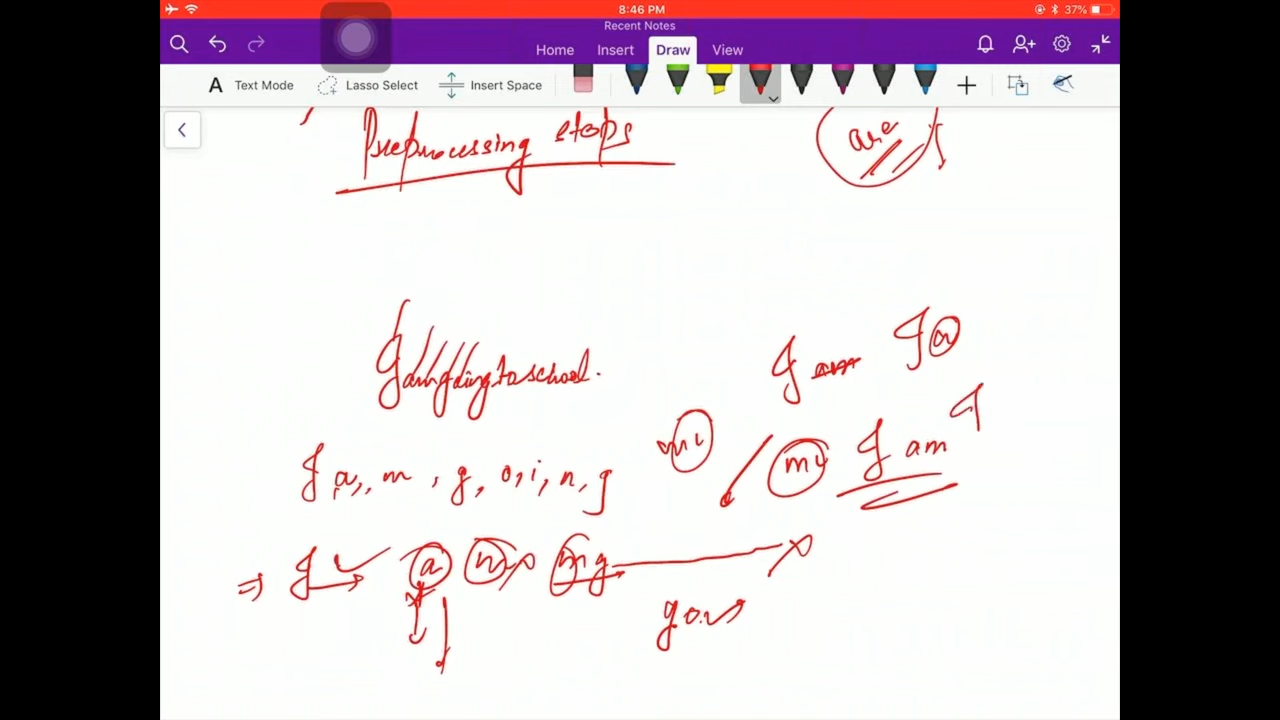 8:46 PM 37%
Recent Notes
Home Insert Draw View
A Text Mode Lasso Select Insert Space
Preprocessing steps
are
Iamgoingtoschool.
I am
I a
I am I
I, a, m, g, o, i, n, g
⇒ I a m mg